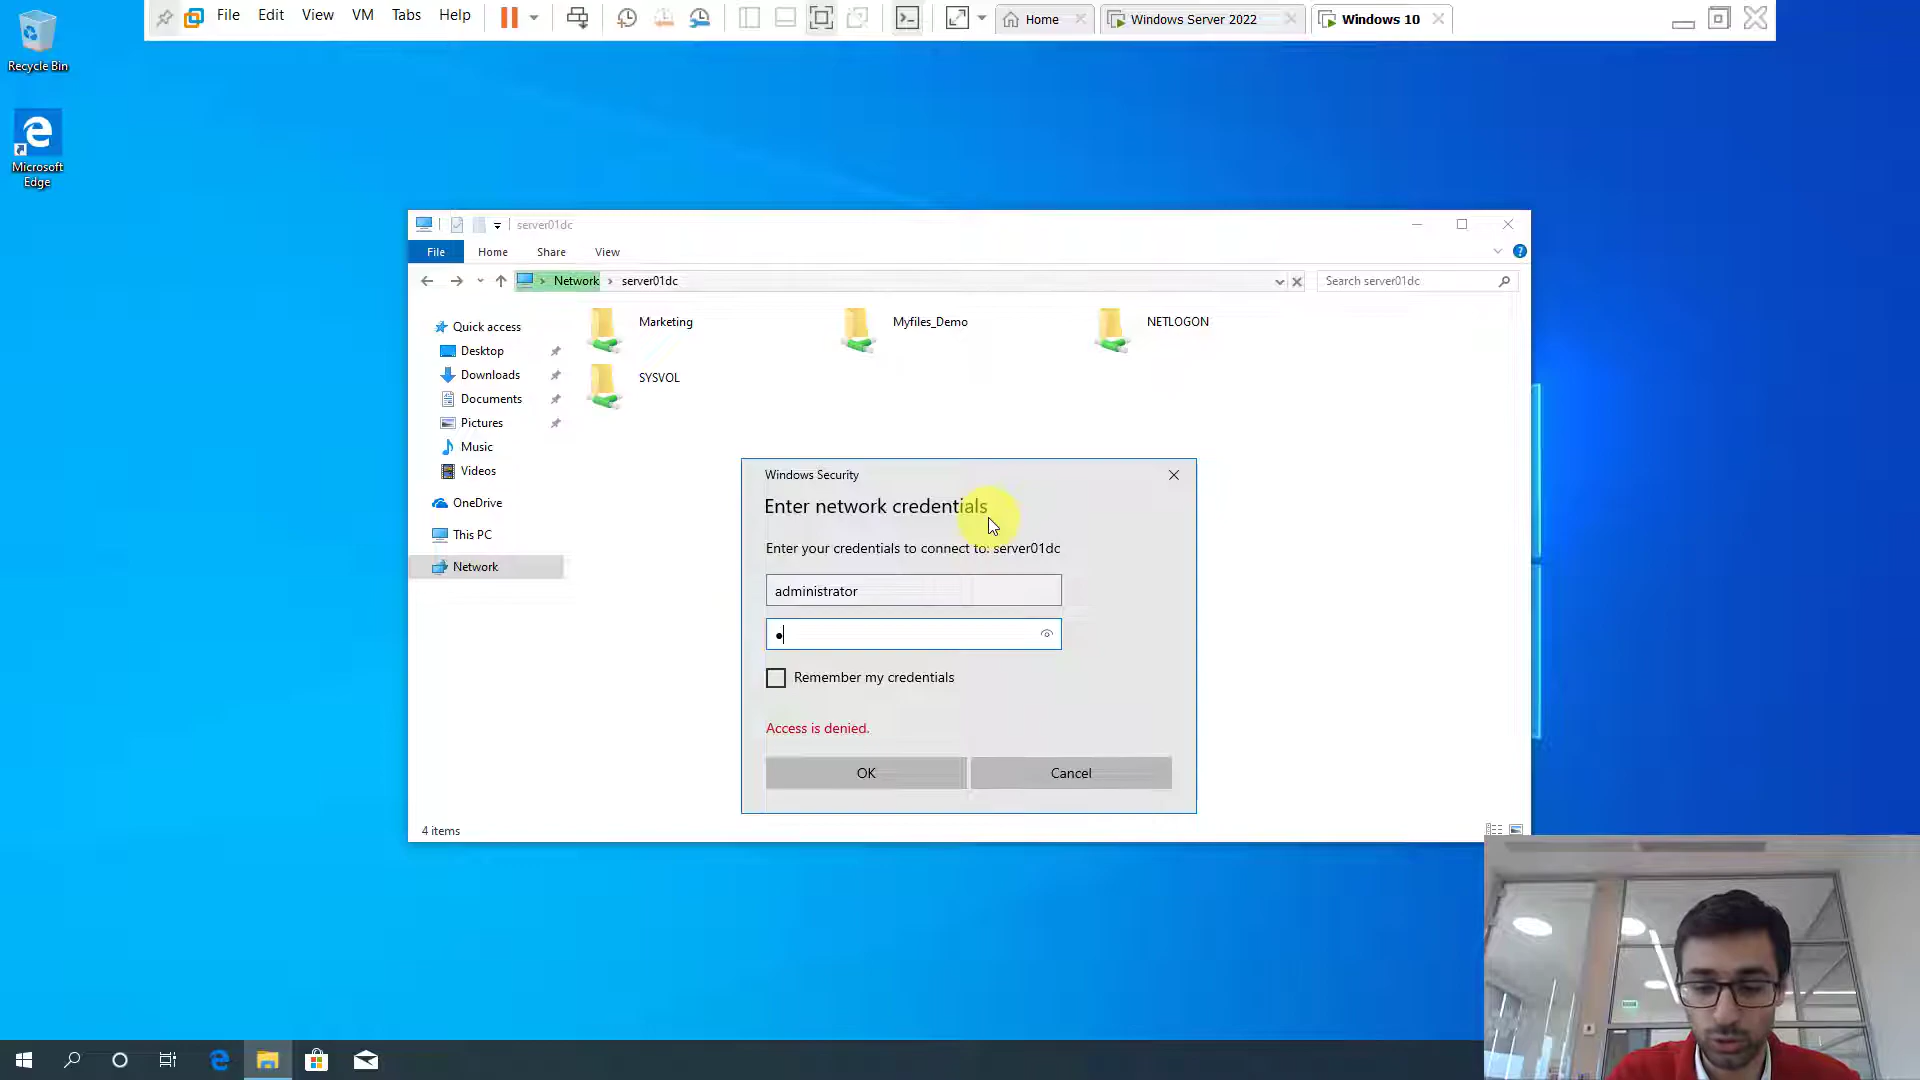 File Edit View VM Tabs Help
Home
Windows Server 2022
Windows 10
Recycle Bin
Microsoft
Edge
server01dc
File Home Share View
Network › server01dc
Search server01dc
Quick access
Desktop
Downloads
Documents
Pictures
Music
Videos
OneDrive
This PC
Network
Marketing
Myfiles_Demo
NETLOGON
SYSVOL
Windows Security
Enter network credentials
Enter your credentials to connect to: server01dc
administrator
Remember my credentials
Access is denied.
OK
Cancel
4 items